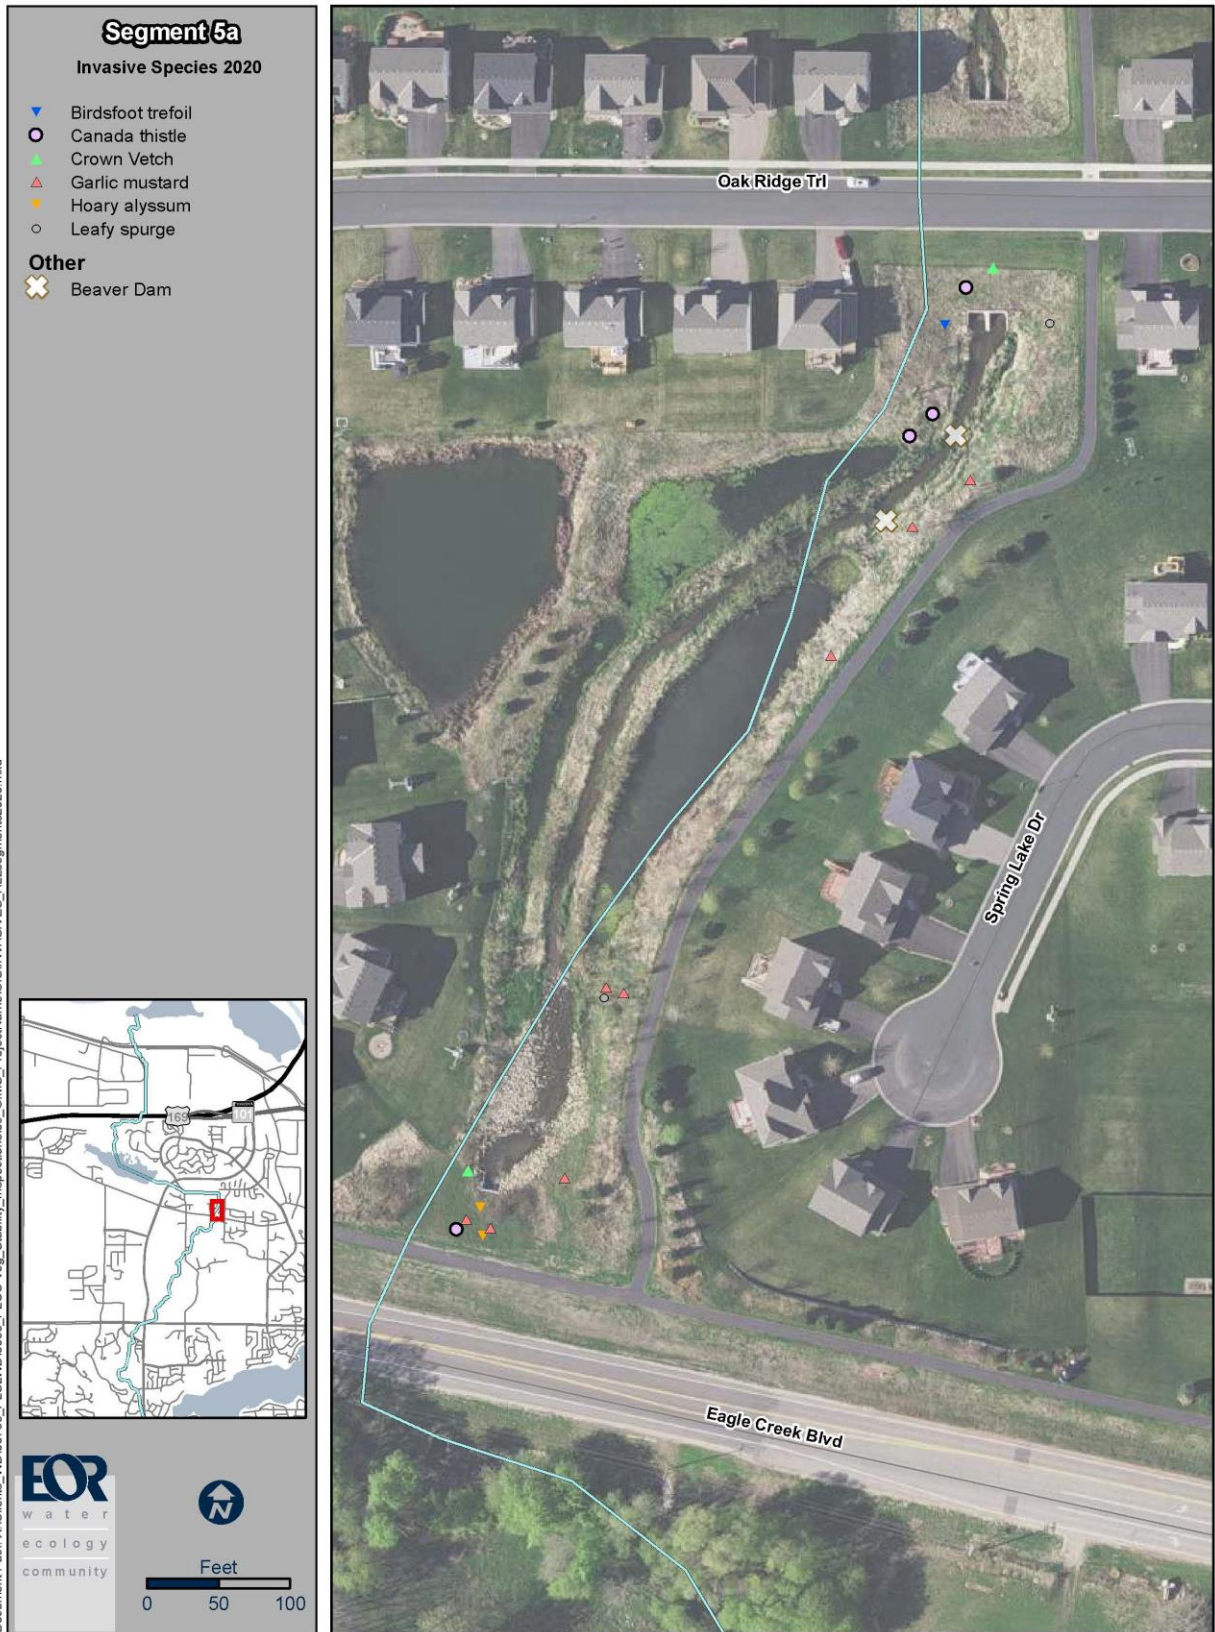 Segment 5a
Invasive Species 2020
Birdsfoot trefoil
Canada thistle
Crown Vetch
Garlic mustard
Hoary alyssum
Leafy spurge
Other
Beaver Dam
169
101
EOR
water
ecology
community
N
Feet
0 50 100
Oak Ridge Trl
Spring Lake Dr
Eagle Creek Blvd